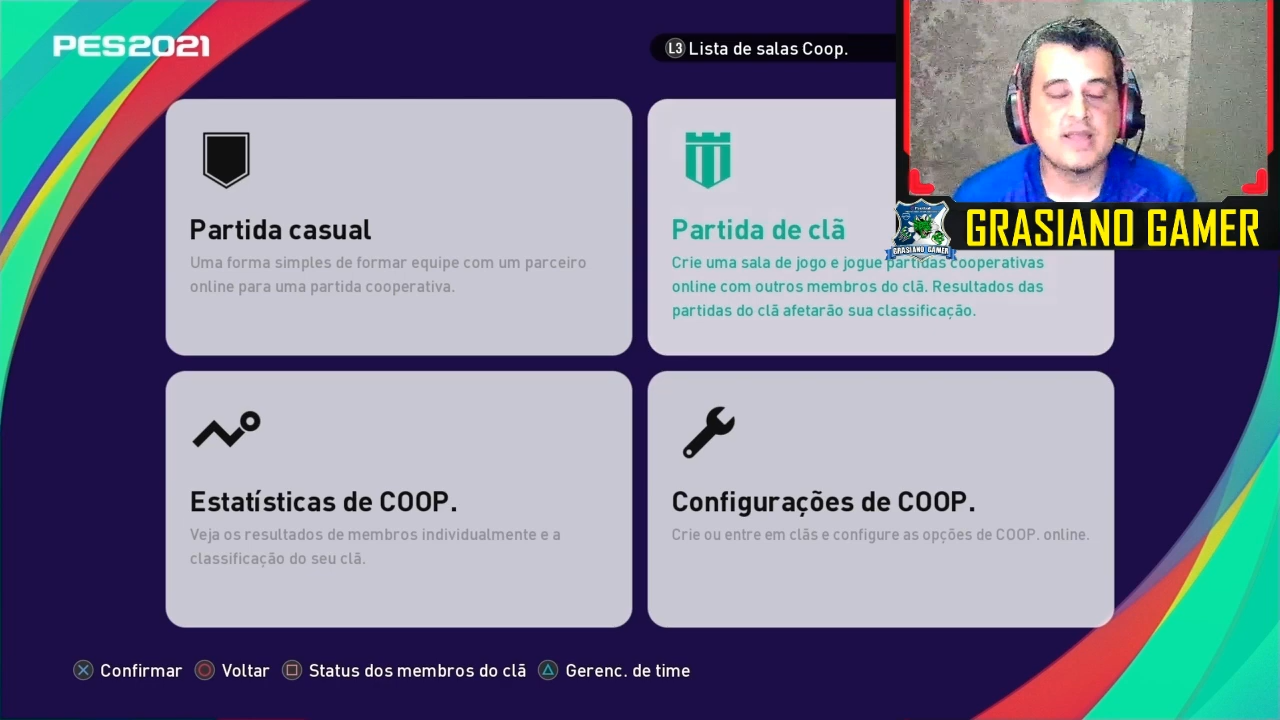 PES2021
L3 Lista de salas Coop.
Partida casual
Uma forma simples de formar equipe com um parceiro
online para uma partida cooperativa.
Partida de clã
Crie uma sala de jogo e jogue partidas cooperativas
online com outros membros do clã. Resultados das
partidas do clã afetarão sua classificação.
GRASIANO GAMER
GRASIANO GAMER
Estatísticas de COOP.
Veja os resultados de membros individualmente e a
classificação do seu clã.
Configurações de COOP.
Crie ou entre em clãs e configure as opções de COOP. online.
Confirmar Voltar Status dos membros do clã Gerenc. de time